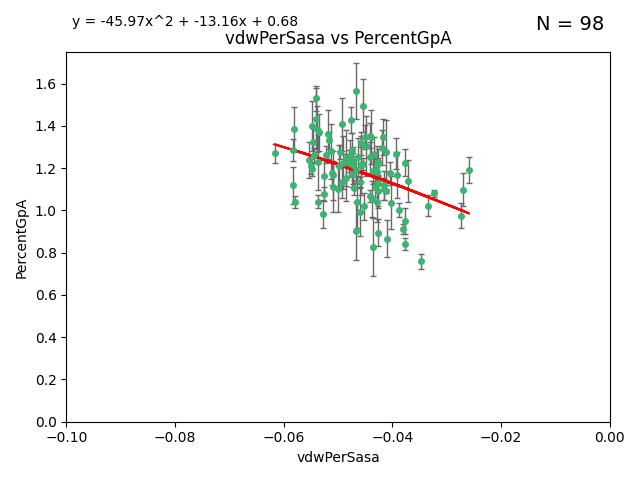 y = -45.97x^2 + -13.16x + 0.68
N = 98
vdwPerSasa vs PercentGpA
PercentGpA
1.6
1.4
1.2
1.0
0.8
0.6
0.4
0.2
0.0
−0.10 −0.08 −0.06 −0.04 −0.02 0.00
vdwPerSasa